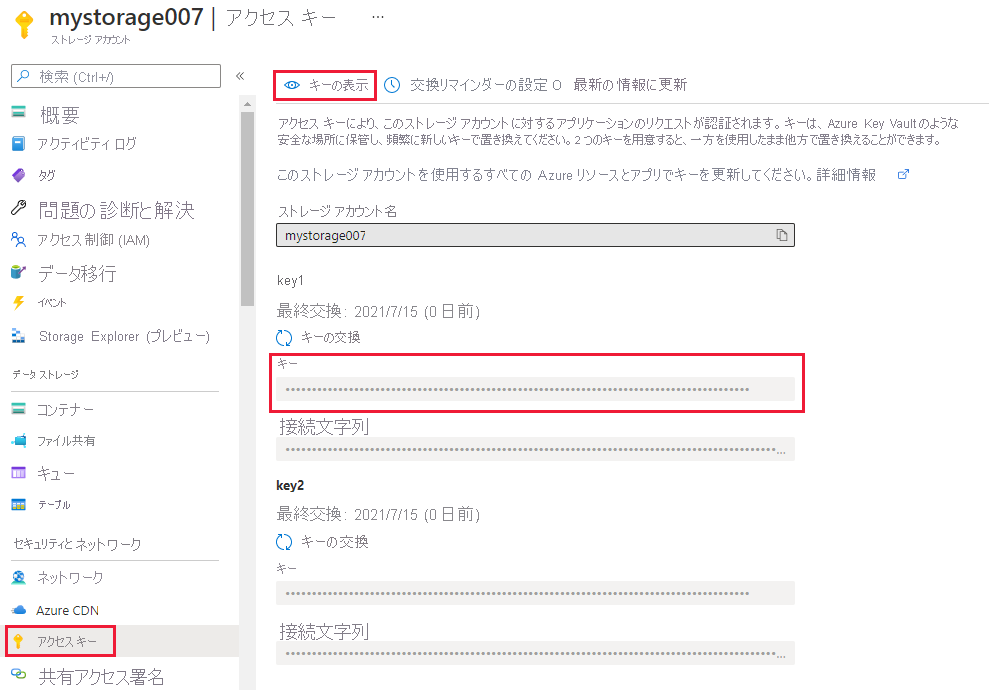 mystorage007 | アクセス キー ...
ストレージ アカウント
検索 (Ctrl+/)
«
概要
アクティビティ ログ
タグ
問題の診断と解決
アクセス制御 (IAM)
データ移行
イベント
Storage Explorer (プレビュー)
データ ストレージ
コンテナー
ファイル共有
キュー
テーブル
セキュリティとネットワーク
ネットワーク
Azure CDN
アクセス キー
共有アクセス署名
キーの表示 交換リマインダーの設定 O 最新の情報に更新
アクセス キーにより、このストレージ アカウントに対するアプリケーションのリクエストが認証されます。キーは、Azure Key Vaultのような
安全な場所に保管し、頻繁に新しいキーで置き換えてください。2 つのキーを用意すると、一方を使用したまま他方で置き換えることができます。
このストレージ アカウントを使用するすべての Azure リソースとアプリでキーを更新してください。詳細情報
ストレージ アカウント名
mystorage007
key1
最終交換: 2021/7/15 (0 日前)
キーの交換
キー
接続文字列
key2
最終交換: 2021/7/15 (0 日前)
キーの交換
キー
接続文字列